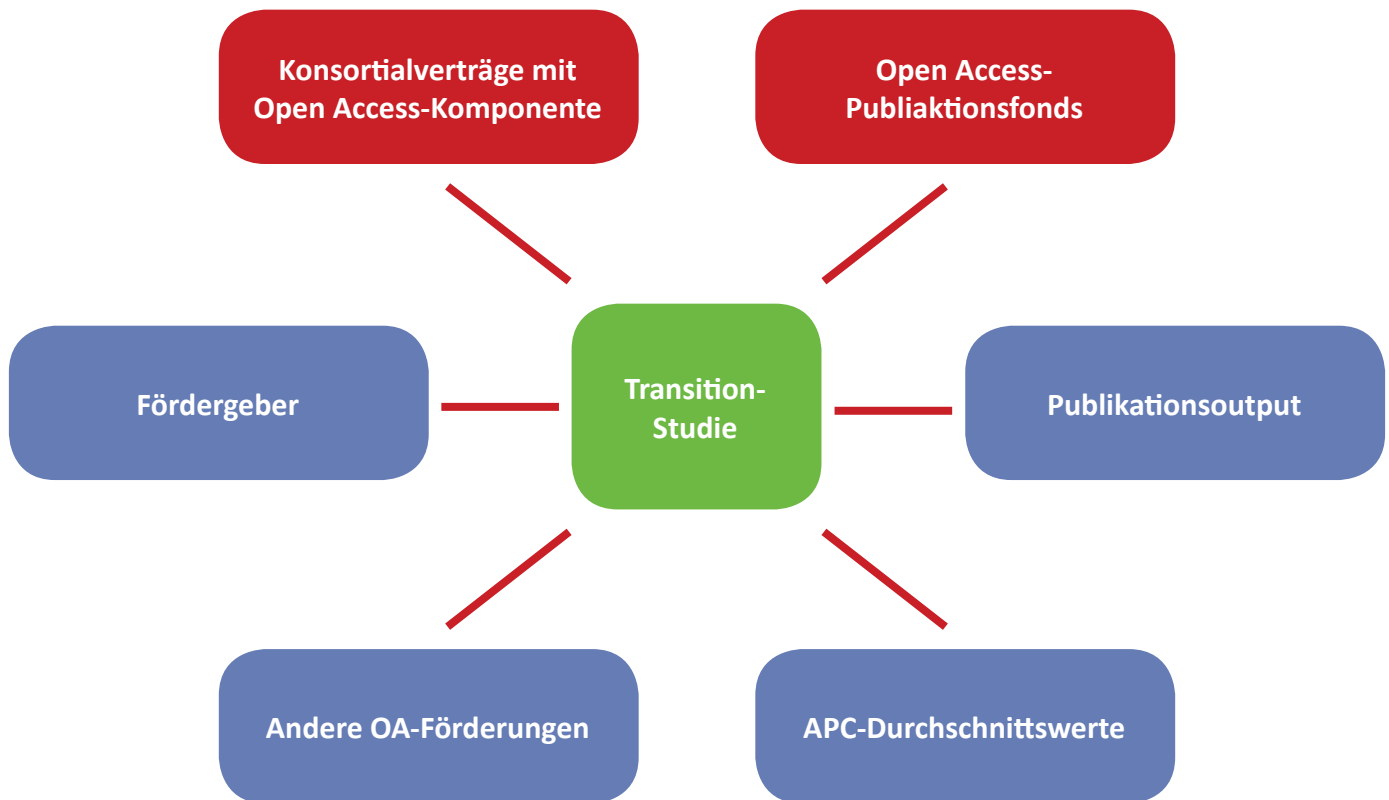 Konsortialverträge mit
Open Access-Komponente
Open Access-
Publiaktionsfonds
Fördergeber
Transition-
Studie
Publikationsoutput
Andere OA-Förderungen
APC-Durchschnittswerte